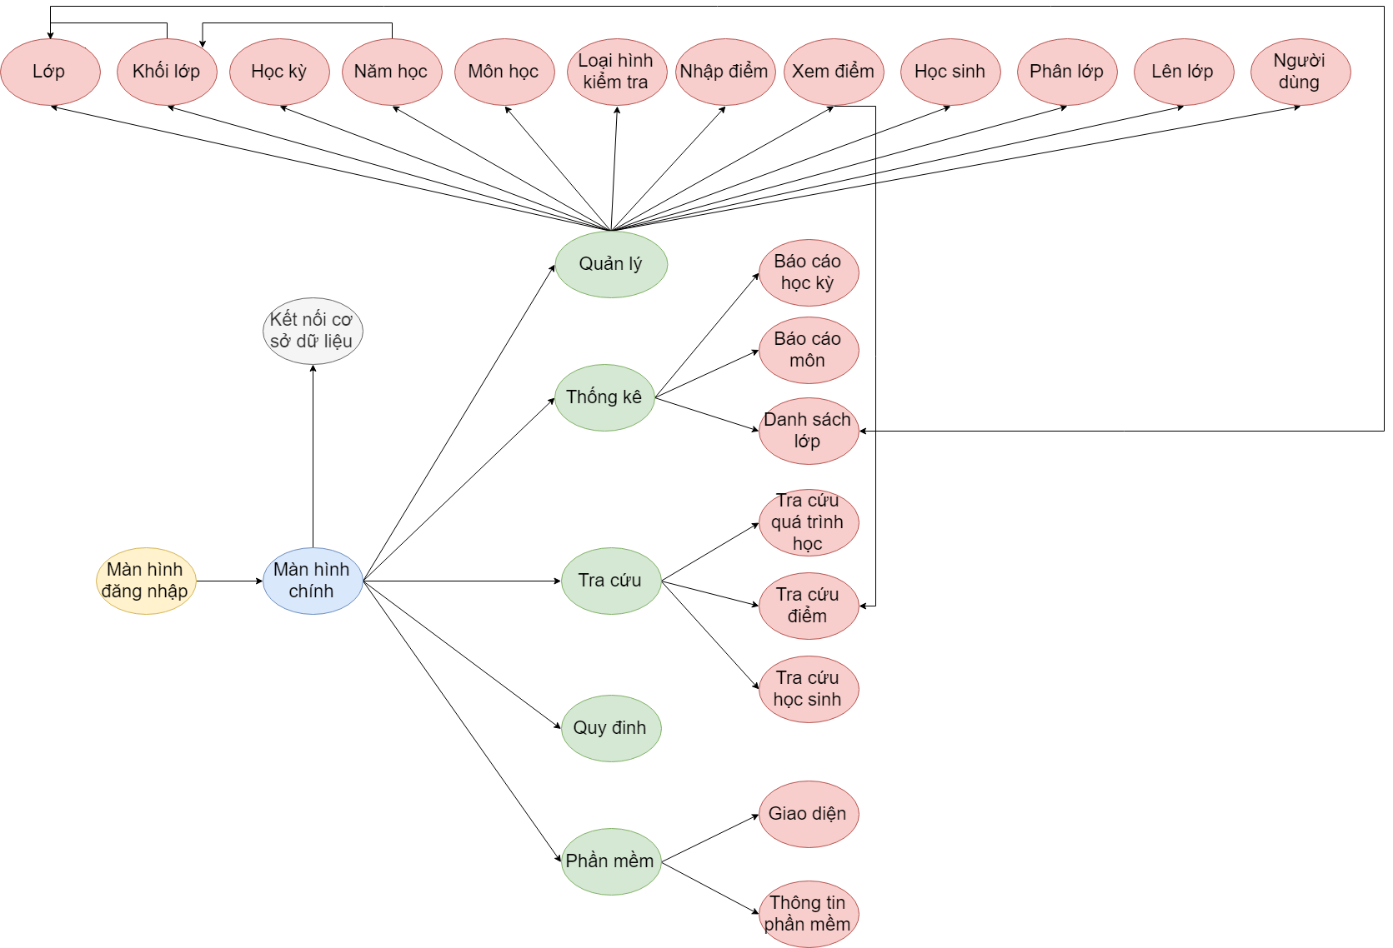 Lớp
Khối lớp
Học kỳ
Năm học
Môn học
Loại hình
kiểm tra
Nhập điểm
Xem điểm
Học sinh
Phân lớp
Lên lớp
Người
dùng
Quản lý
Báo cáo
học kỳ
Kết nối cơ
sở dữ liệu
Báo cáo
môn
Thống kê
Danh sách
lớp
Tra cứu
quá trình
học
Màn hình
đăng nhập
Màn hình
chính
Tra cứu
Tra cứu
điểm
Tra cứu
học sinh
Quy đinh
Giao diện
Phần mềm
Thông tin
phần mềm